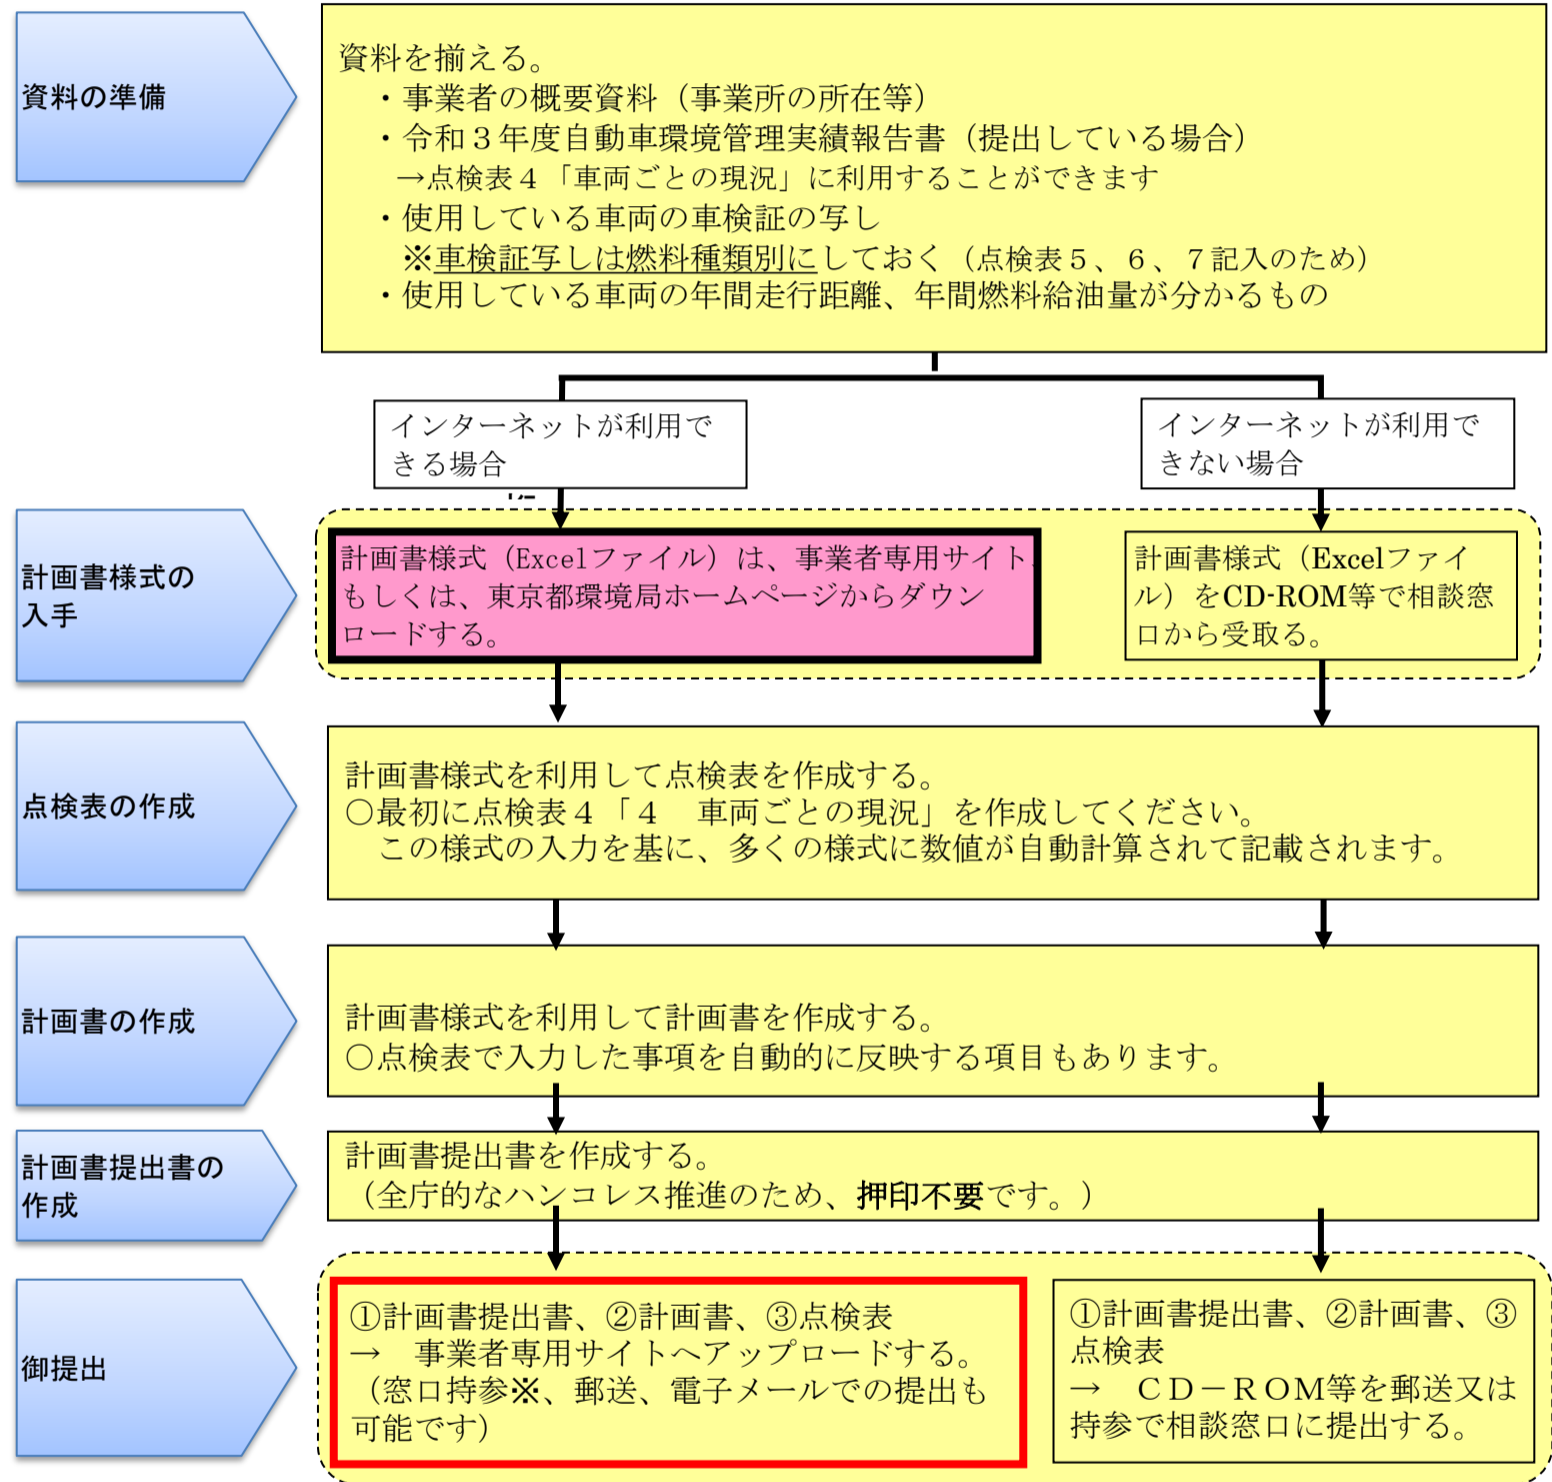 資料の準備
資料を揃える。
・事業者の概要資料（事業所の所在等）
・令和３年度自動車環境管理実績報告書（提出している場合）
→点検表４「車両ごとの現況」に利用することができます
・使用している車両の車検証の写し
※車検証写しは燃料種類別にしておく（点検表５、６、７記入のため）
・使用している車両の年間走行距離、年間燃料給油量が分かるもの
インターネットが利用で
きる場合
インターネットが利用で
きない場合
計画書様式の
入手
計画書様式（Excelファイル）は、事業者専用サイト
もしくは、東京都環境局ホームページからダウン
ロードする。
計画書様式（Excelファイ
ル）をCD-ROM等で相談窓
口から受取る。
点検表の作成
計画書様式を利用して点検表を作成する。
○最初に点検表４「４　車両ごとの現況」を作成してください。
この様式の入力を基に、多くの様式に数値が自動計算されて記載されます。
計画書の作成
計画書様式を利用して計画書を作成する。
○点検表で入力した事項を自動的に反映する項目もあります。
計画書提出書の
作成
計画書提出書を作成する。
（全庁的なハンコレス推進のため、押印不要です。）
御提出
①計画書提出書、②計画書、③点検表
→　事業者専用サイトへアップロードする。
（窓口持参※、郵送、電子メールでの提出も
可能です）
①計画書提出書、②計画書、③
点検表
→　ＣＤ－ＲＯＭ等を郵送又は
持参で相談窓口に提出する。